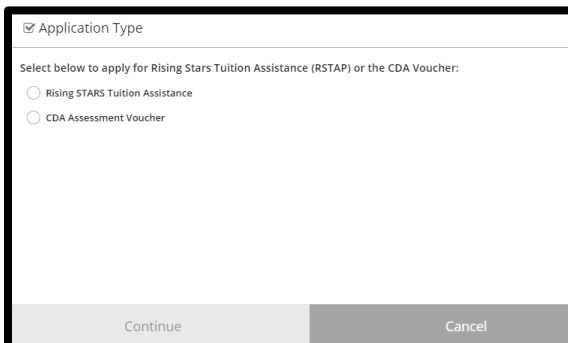 Application Type
Select below to apply for Rising Stars Tuition Assistance (RSTAP) or the CDA Voucher:
Rising STARS Tuition Assistance
CDA Assessment Voucher
Continue
Cancel